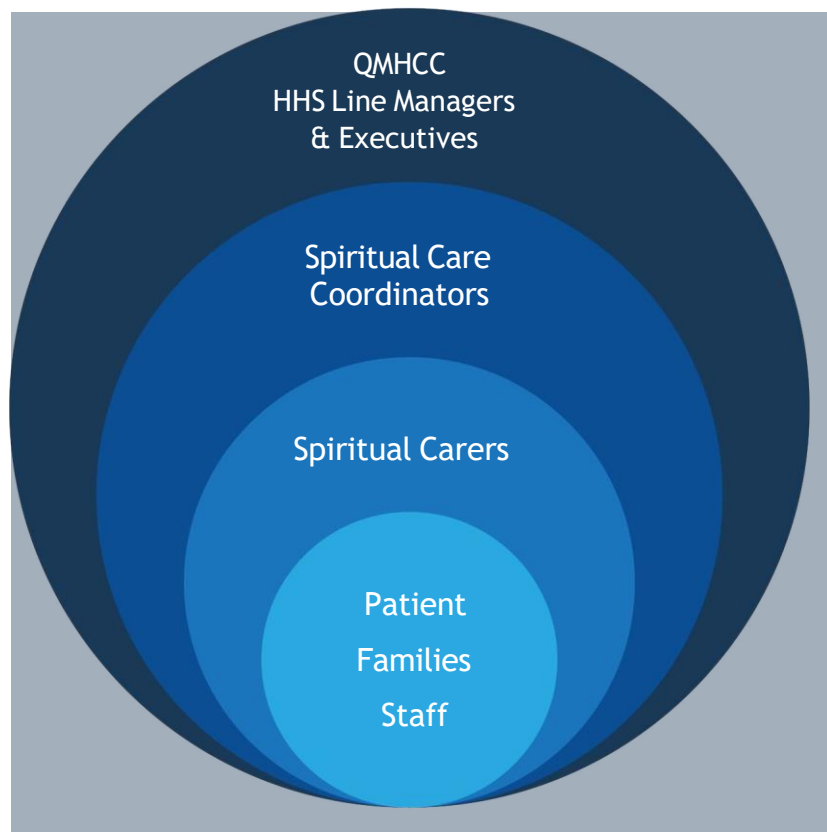 QMHCC
HHS Line Managers
& Executives
Spiritual Care
Coordinators
Spiritual Carers
Patient
Families
Staff